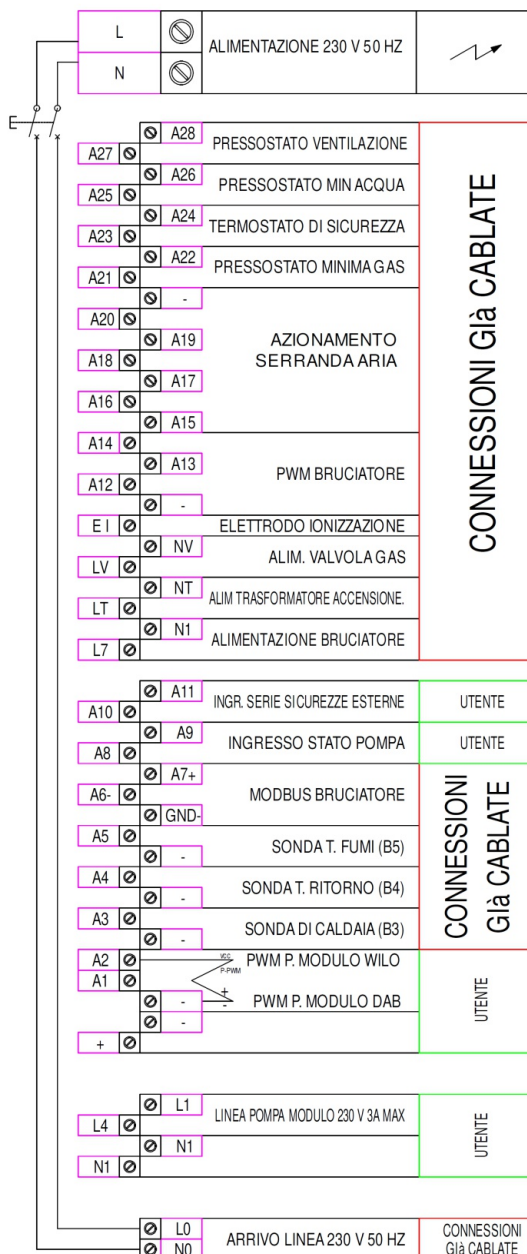 L
N
ALIMENTAZIONE 230 V 50 HZ
A28
PRESSOSTATO VENTILAZIONE
A27
A26
PRESSOSTATO MIN ACQUA
A25
A24
TERMOSTATO DI SICUREZZA
A23
A22
PRESSOSTATO MINIMA GAS
A21
-
A20
A19
AZIONAMENTO
SERRANDA ARIA
A18
A17
A16
A15
A14
A13
PWM BRUCIATORE
A12
-
E I
ELETTRODO IONIZZAZIONE
NV
ALIM. VALVOLA GAS
LV
NT
ALIM TRASFORMATORE ACCENSIONE.
LT
N1
ALIMENTAZIONE BRUCIATORE
L7
CONNESSIONI GIà CABLATE
A11
INGR. SERIE SICUREZZE ESTERNE
UTENTE
A10
A9
INGRESSO STATO POMPA
UTENTE
A8
A7+
A6-
MODBUS BRUCIATORE
GND-
A5
SONDA T. FUMI (B5)
-
A4
SONDA T. RITORNO (B4)
-
A3
SONDA DI CALDAIA (B3)
-
CONNESSIONI
GIà CABLATE
A2
VCC
PWM P. MODULO WILO
P-PWM
A1
+
-
-
PWM P. MODULO DAB
-
+
UTENTE
L1
LINEA POMPA MODULO 230 V 3A MAX
L4
N1
N1
UTENTE
L0
ARRIVO LINEA 230 V 50 HZ
CONNESSIONI
GIà CABLATE
N0